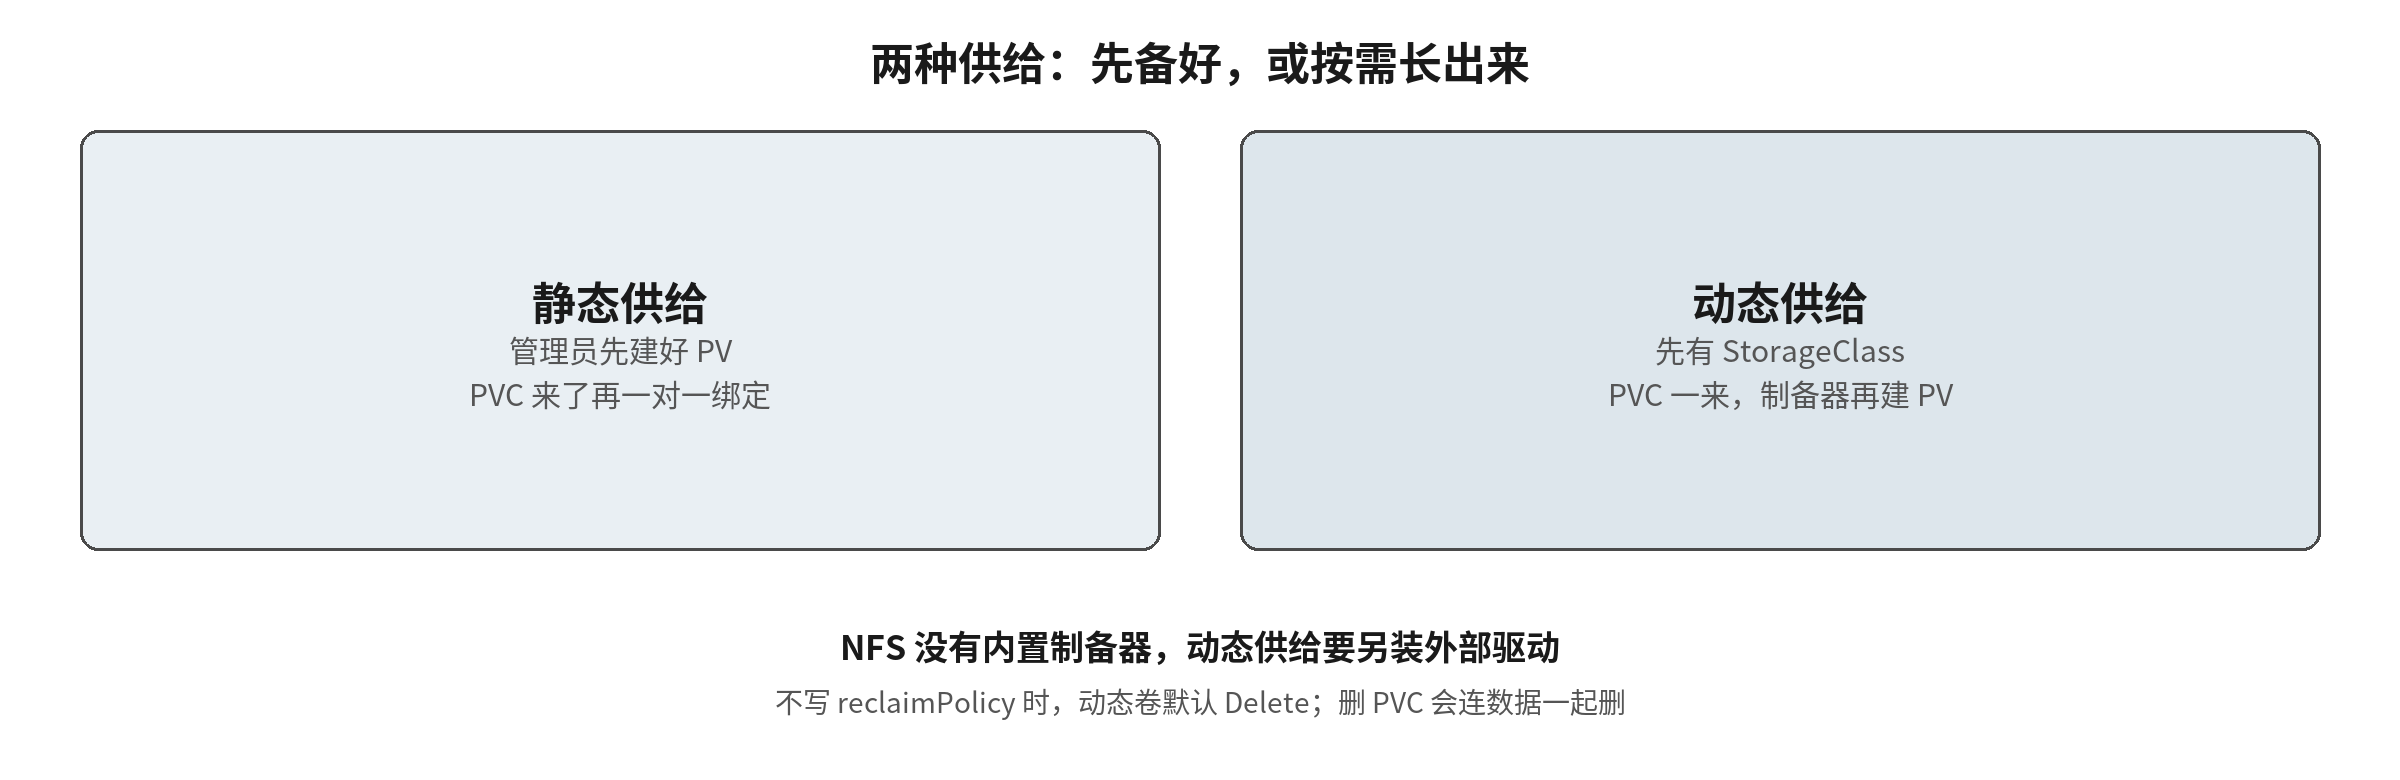 两种供给：先备好，或按需长出来
静态供给
管理员先建好 PV
PVC 来了再一对一绑定
动态供给
先有 StorageClass
PVC 一来，制备器再建 PV
NFS 没有内置制备器，动态供给要另装外部驱动
不写 reclaimPolicy 时，动态卷默认 Delete；删 PVC 会连数据一起删